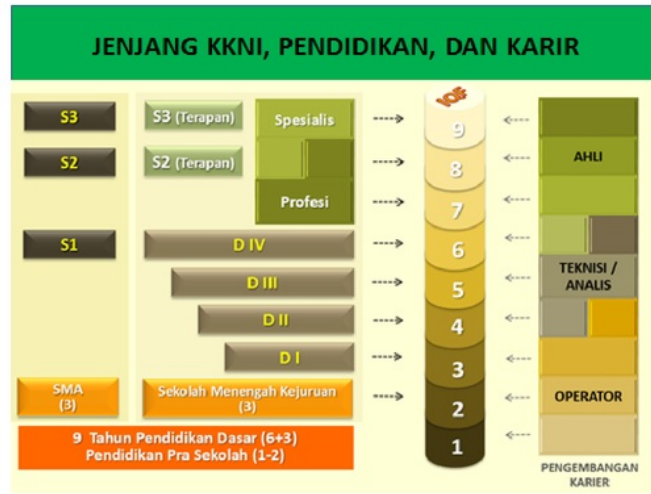 JENJANG KKNI, PENDIDIKAN, DAN KARIR
IQF
S3
S3 (Terapan)
Spesialis
9
S2
S2 (Terapan)
8
AHLI
Profesi
7
S1
D IV
6
D III
5
TEKNISI /
ANALIS
D II
4
D I
3
SMA
(3)
Sekolah Menengah Kejuruan
(3)
2
OPERATOR
9 Tahun Pendidikan Dasar (6+3)
Pendidikan Pra Sekolah (1-2)
1
PENGEMBANGAN
KARIER